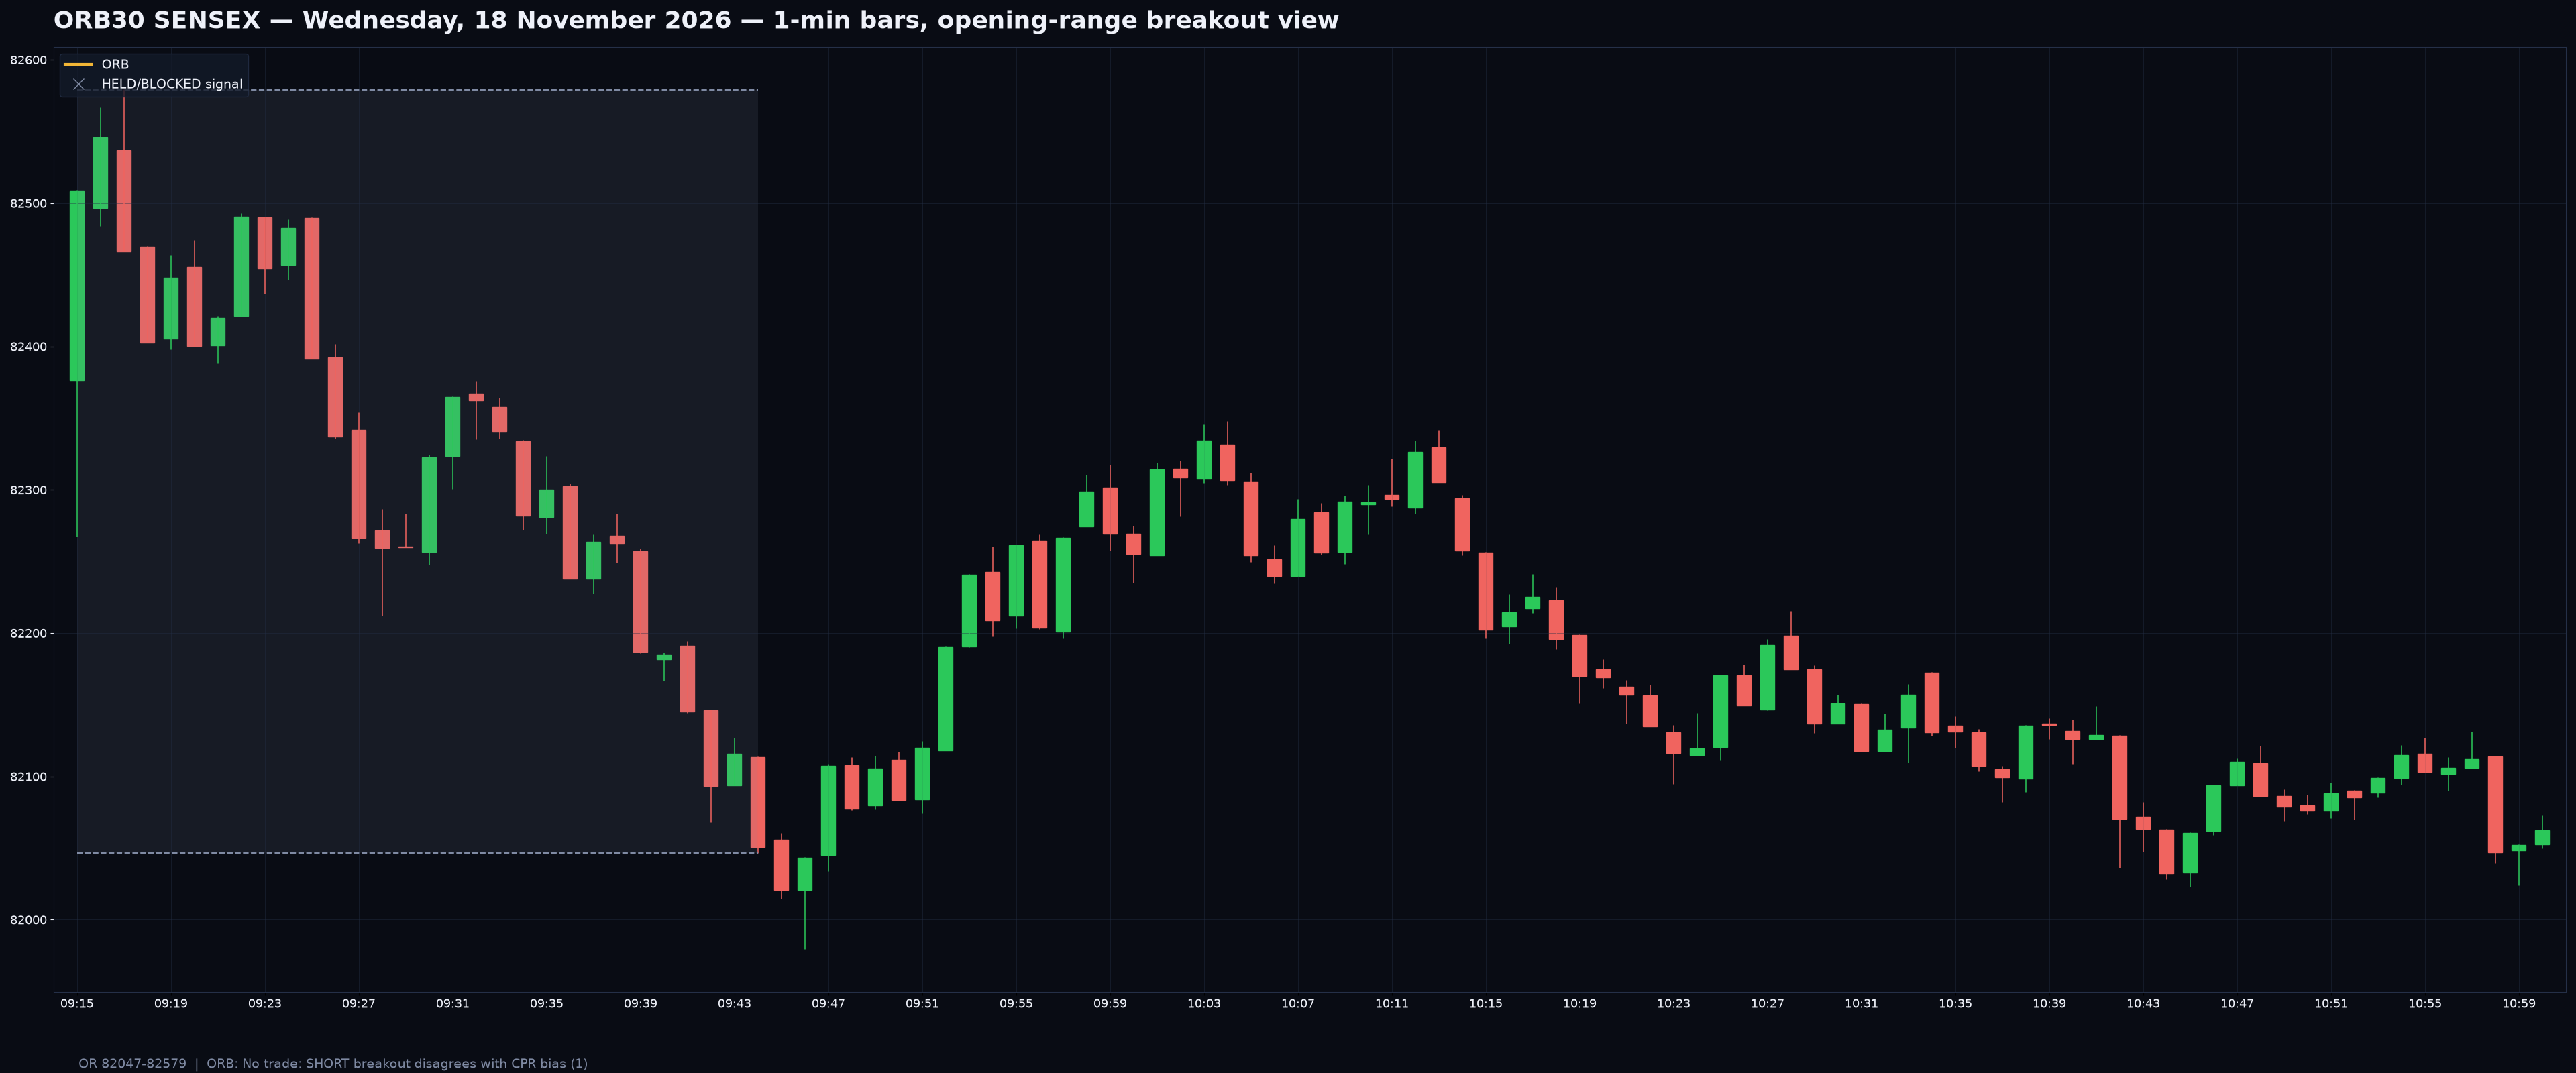 ORB30 SENSEX — Wednesday, 18 November 2026 — 1-min bars, opening-range breakout view
ORB
HELD/BLOCKED signal
82600
82500
82400
82300
82200
82100
82000
09:15 09:19 09:23 09:27 09:31 09:35 09:39 09:43 09:47 09:51 09:55 09:59 10:03 10:07 10:11 10:15 10:19 10:23 10:27 10:31 10:35 10:39 10:43 10:47 10:51 10:55 10:59
OR 82047-82579 | ORB: No trade: SHORT breakout disagrees with CPR bias (1)